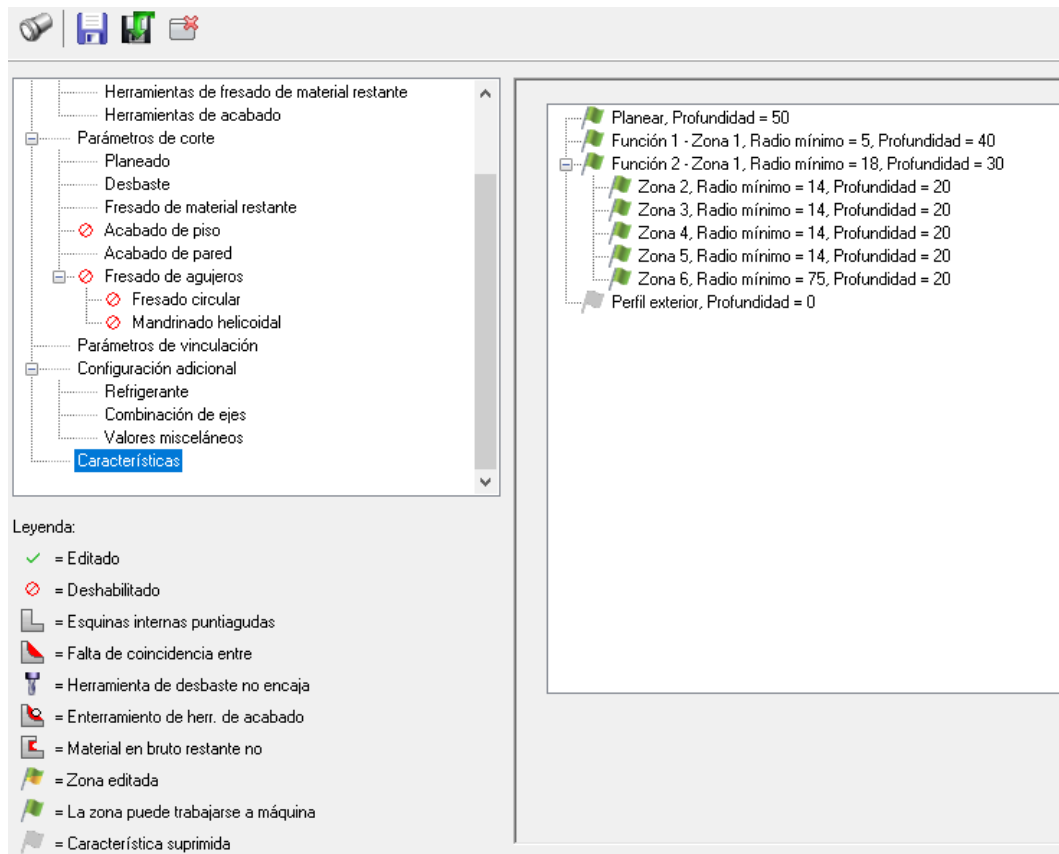 Herramientas de fresado de material restante
Herramientas de acabado
Parámetros de corte
Planeado
Desbaste
Fresado de material restante
Acabado de piso
Acabado de pared
Fresado de agujeros
Fresado circular
Mandrinado helicoidal
Parámetros de vinculación
Configuración adicional
Refrigerante
Combinación de ejes
Valores misceláneos
Características
Planear, Profundidad = 50
Función 1 - Zona 1, Radio mínimo = 5, Profundidad = 40
Función 2 - Zona 1, Radio mínimo = 18, Profundidad = 30
Zona 2, Radio mínimo = 14, Profundidad = 20
Zona 3, Radio mínimo = 14, Profundidad = 20
Zona 4, Radio mínimo = 14, Profundidad = 20
Zona 5, Radio mínimo = 14, Profundidad = 20
Zona 6, Radio mínimo = 75, Profundidad = 20
Perfil exterior, Profundidad = 0
Leyenda:
= Editado
= Deshabilitado
= Esquinas internas puntiagudas
= Falta de coincidencia entre
= Herramienta de desbaste no encaja
= Enterramiento de herr. de acabado
= Material en bruto restante no
= Zona editada
= La zona puede trabajarse a máquina
= Característica suprimida